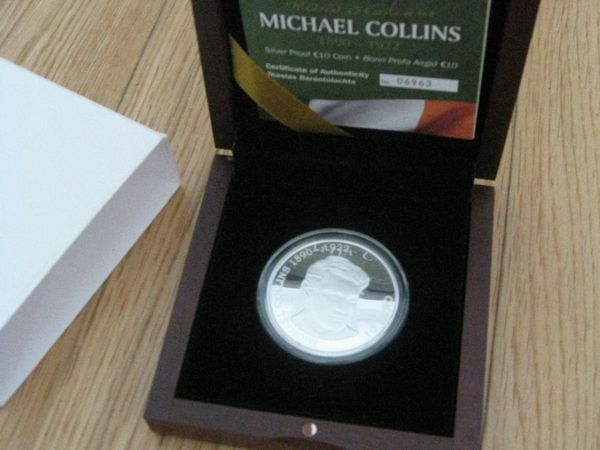 MICHAEL COLLINS
1890 - 1922
Silver Proof €10 Coin • Bonn Profa Airgid €10
Certificate of Authenticity
Teastas Barántúlachta
No. 06963
COLLINS 1890 - 1922